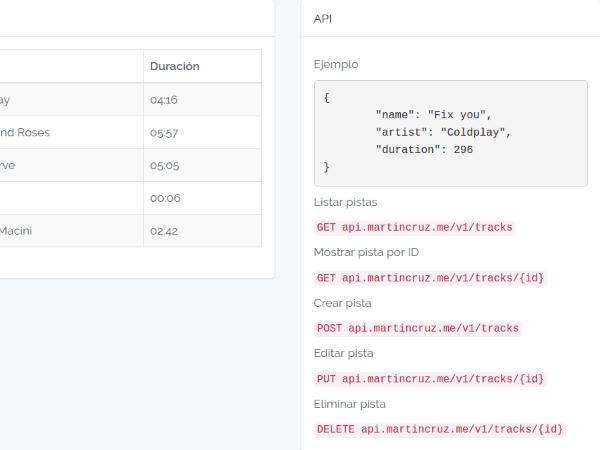 Duración
ay 04:16
nd Roses 05:57
rve 05:05
00:06
Macini 02:42
API
Ejemplo
{
"name": "Fix you",
"artist": "Coldplay",
"duration": 296
}
Listar pistas
GET api.martincruz.me/v1/tracks
Mostrar pista por ID
GET api.martincruz.me/v1/tracks/{id}
Crear pista
POST api.martincruz.me/v1/tracks
Editar pista
PUT api.martincruz.me/v1/tracks/{id}
Eliminar pista
DELETE api.martincruz.me/v1/tracks/{id}